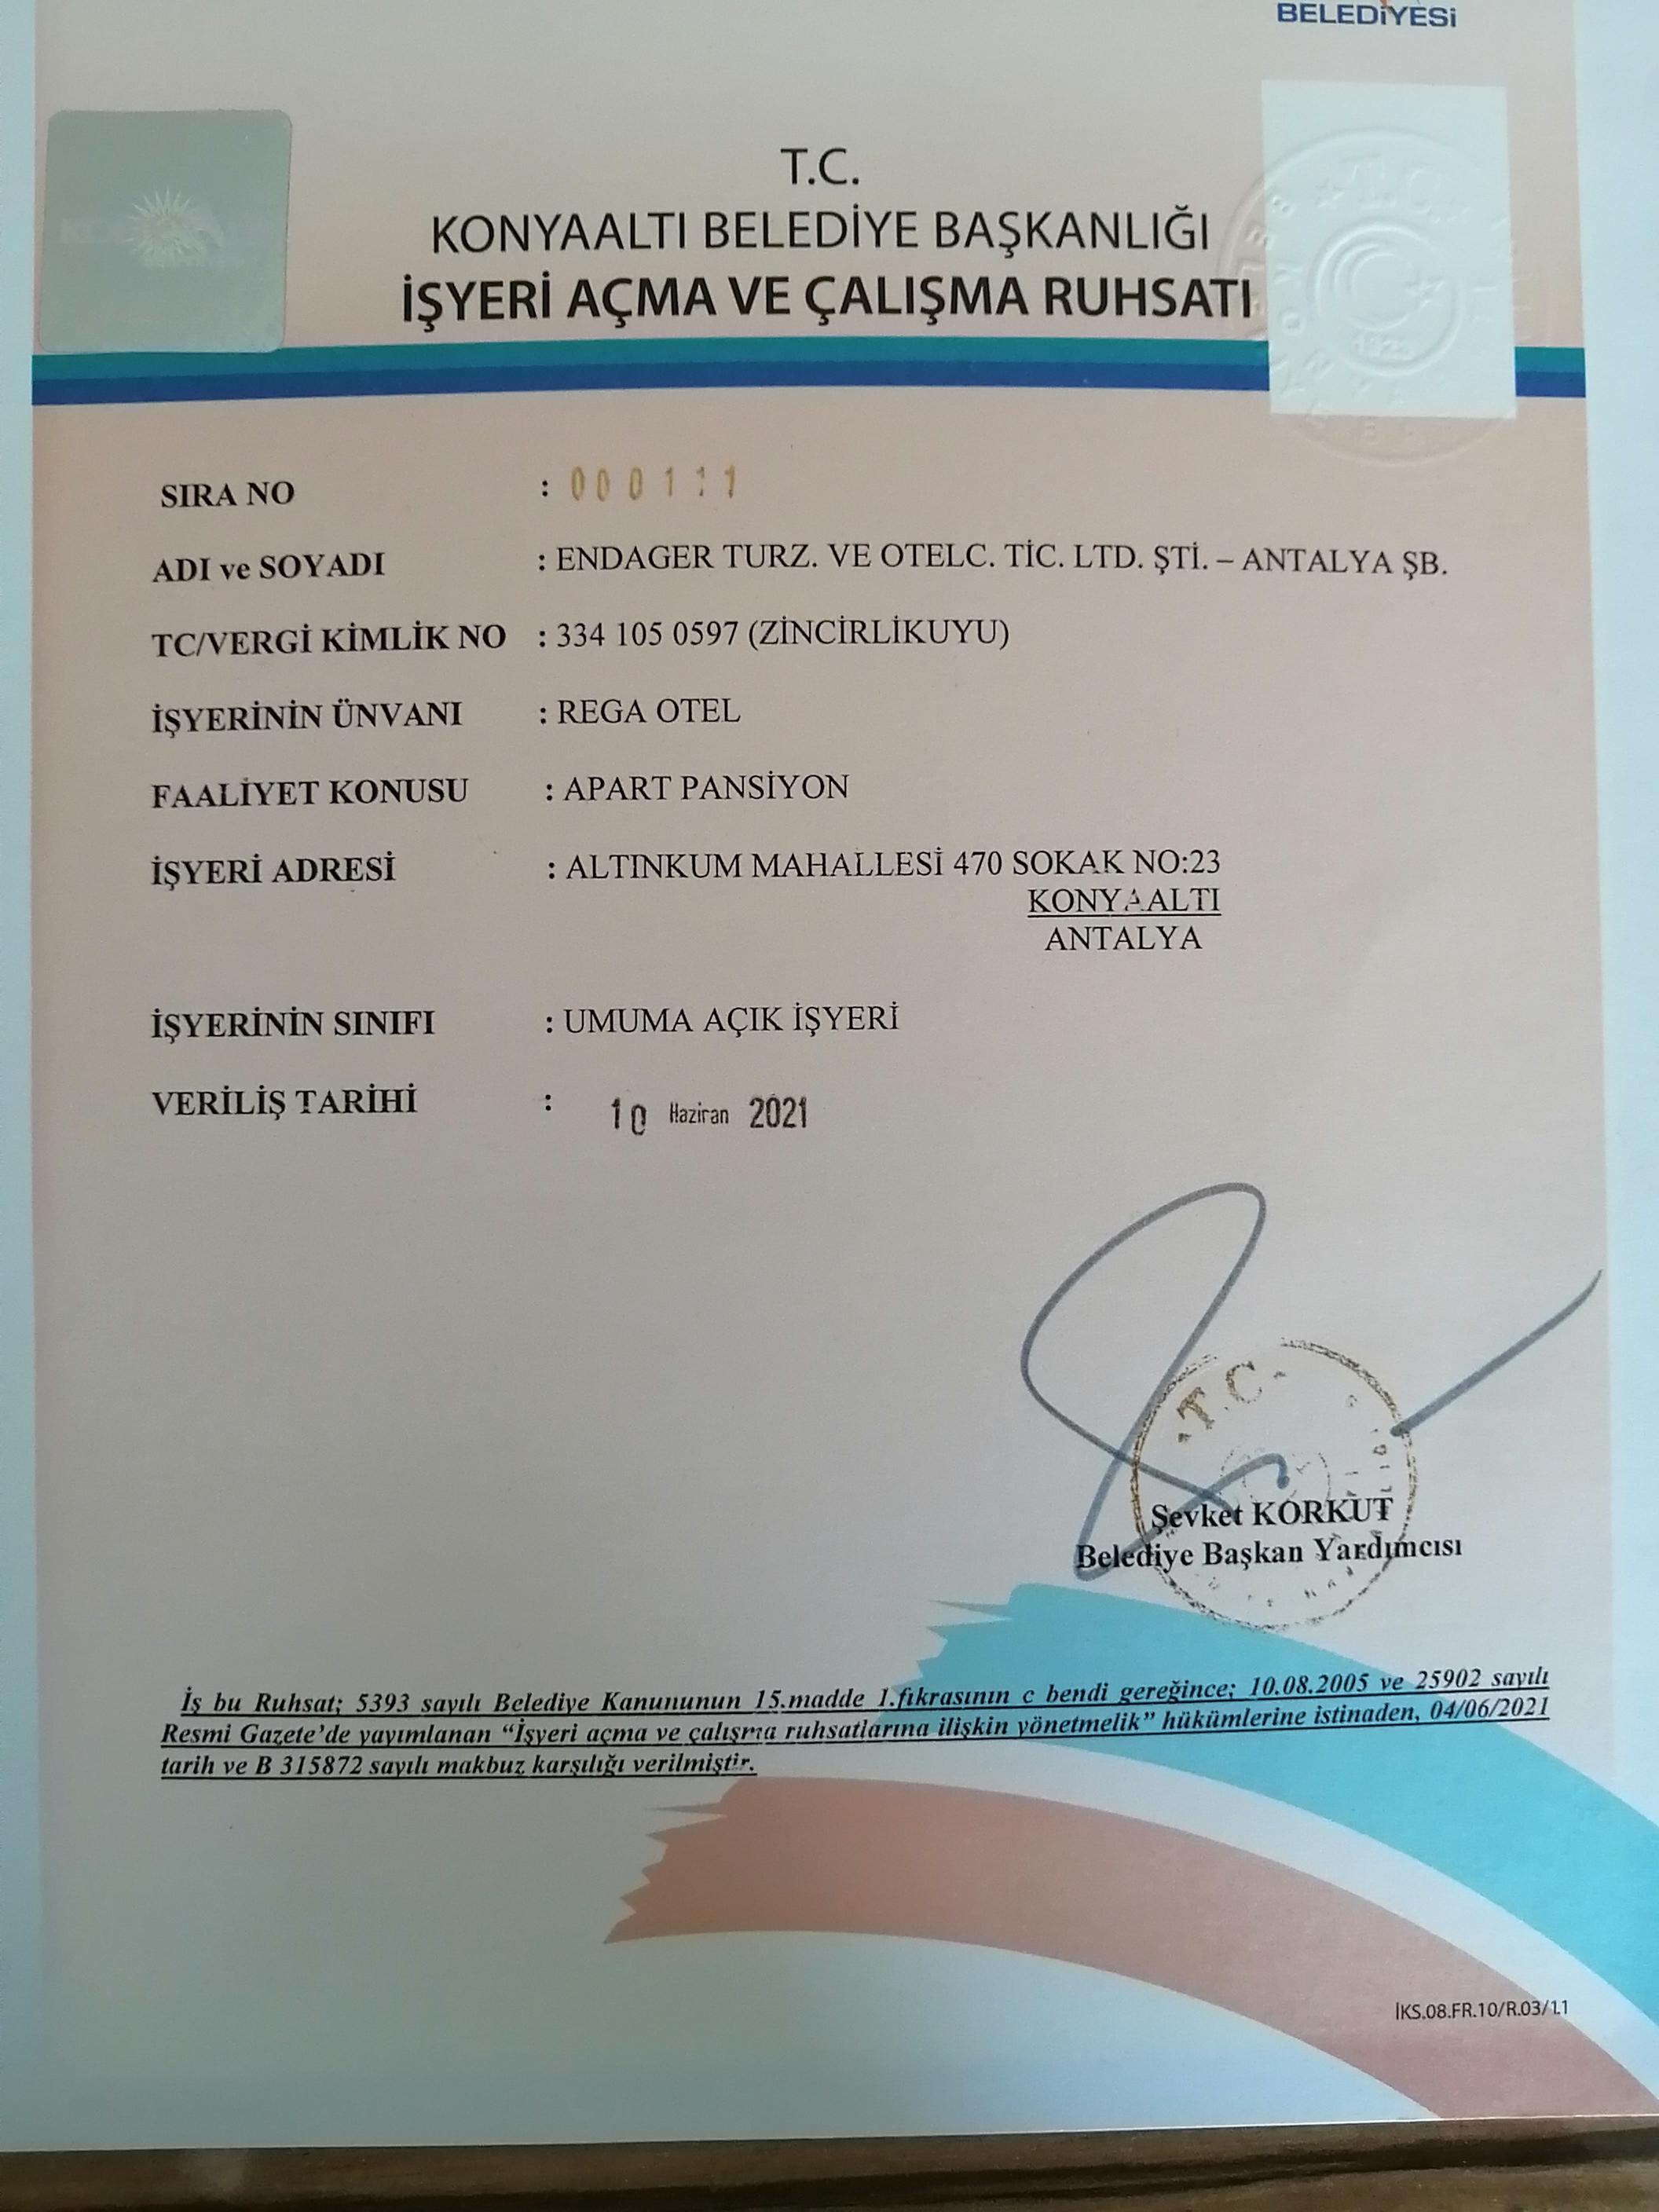 BELEDİYESİ
T.C.
KONYAALTI BELEDİYE BAŞKANLIĞI
İŞYERİ AÇMA VE ÇALIŞMA RUHSATI
SIRA NO : 000111
ADI ve SOYADI : ENDAGER TURZ. VE OTELC. TİC. LTD. ŞTİ. – ANTALYA ŞB.
TC/VERGİ KİMLİK NO : 334 105 0597 (ZİNCİRLİKUYU)
İŞYERİNİN ÜNVANI : REGA OTEL
FAALİYET KONUSU : APART PANSİYON
İŞYERİ ADRESİ : ALTINKUM MAHALLESİ 470 SOKAK NO:23
KONYAALTI
ANTALYA
İŞYERİNİN SINIFI : UMUMA AÇIK İŞYERİ
VERİLİŞ TARİHİ : 10 Haziran 2021
T.C.
Şevket KORKUT
Belediye Başkan Yardımcısı
İş bu Ruhsat; 5393 sayılı Belediye Kanununun 15.madde 1.fıkrasının c bendi gereğince; 10.08.2005 ve 25902 sayılı
Resmi Gazete'de yayımlanan “İşyeri açma ve çalışma ruhsatlarına ilişkin yönetmelik” hükümlerine istinaden, 04/06/2021
tarih ve B 315872 sayılı makbuz karşılığı verilmiştir.
İKS.08.FR.10/R.03/1.1